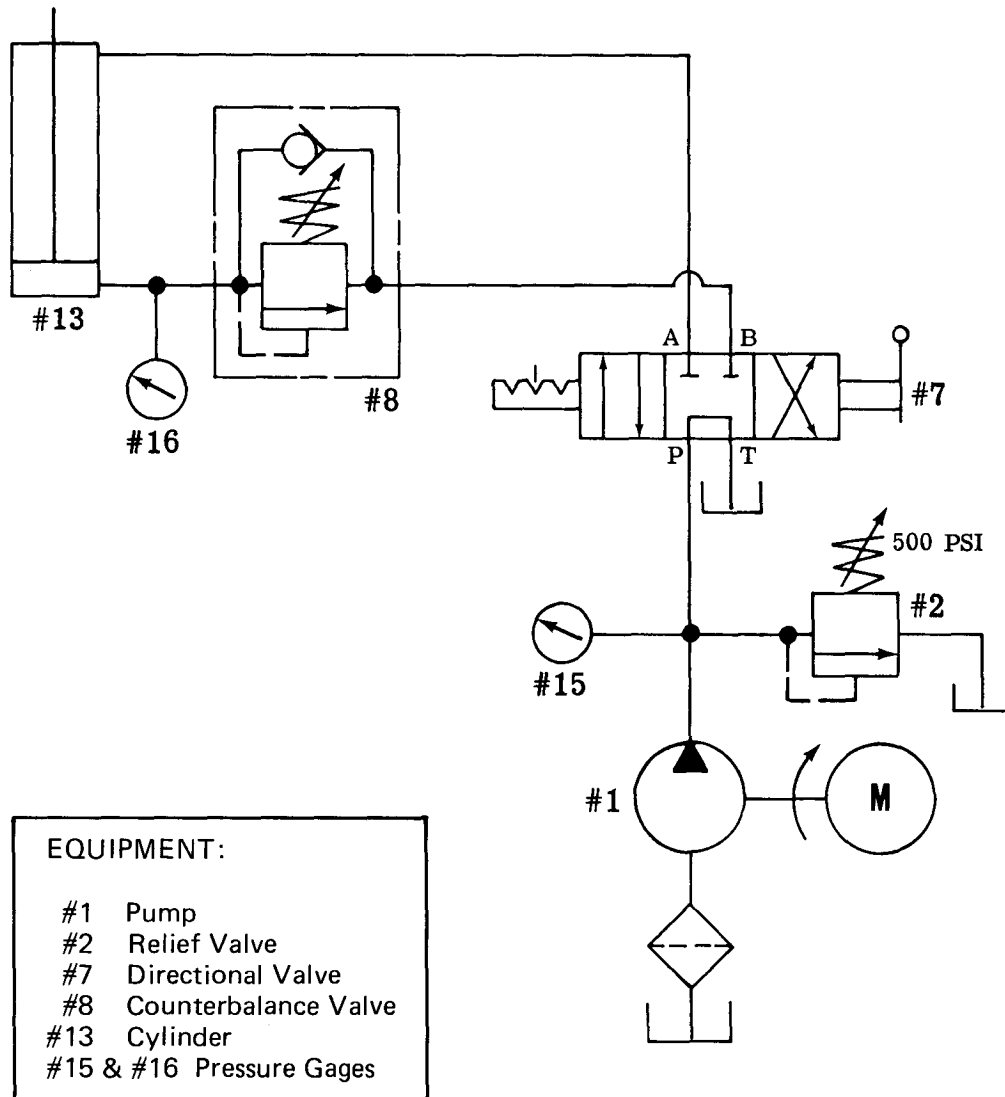 #13
#16
#8
A B
#7
P T
500 PSI
#2
#15
#1
M
EQUIPMENT:
#1 Pump
#2 Relief Valve
#7 Directional Valve
#8 Counterbalance Valve
#13 Cylinder
#15 & #16 Pressure Gages